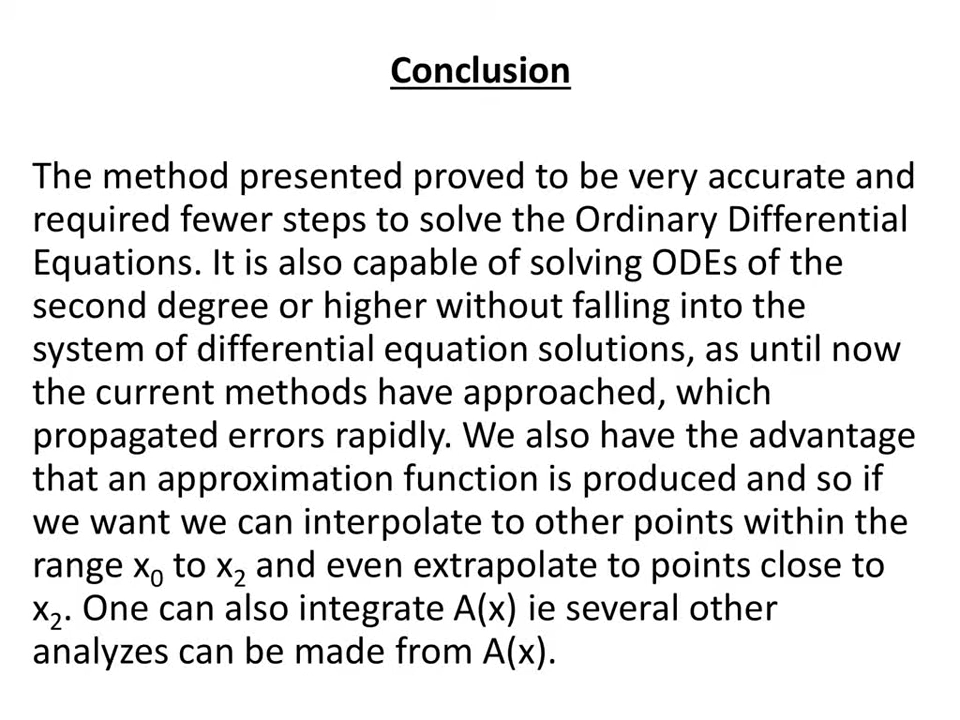 Conclusion
The method presented proved to be very accurate and
required fewer steps to solve the Ordinary Differential
Equations. It is also capable of solving ODEs of the
second degree or higher without falling into the
system of differential equation solutions, as until now
the current methods have approached, which
propagated errors rapidly. We also have the advantage
that an approximation function is produced and so if
we want we can interpolate to other points within the
range x₀ to x₂ and even extrapolate to points close to
x₂. One can also integrate A(x) ie several other
analyzes can be made from A(x).